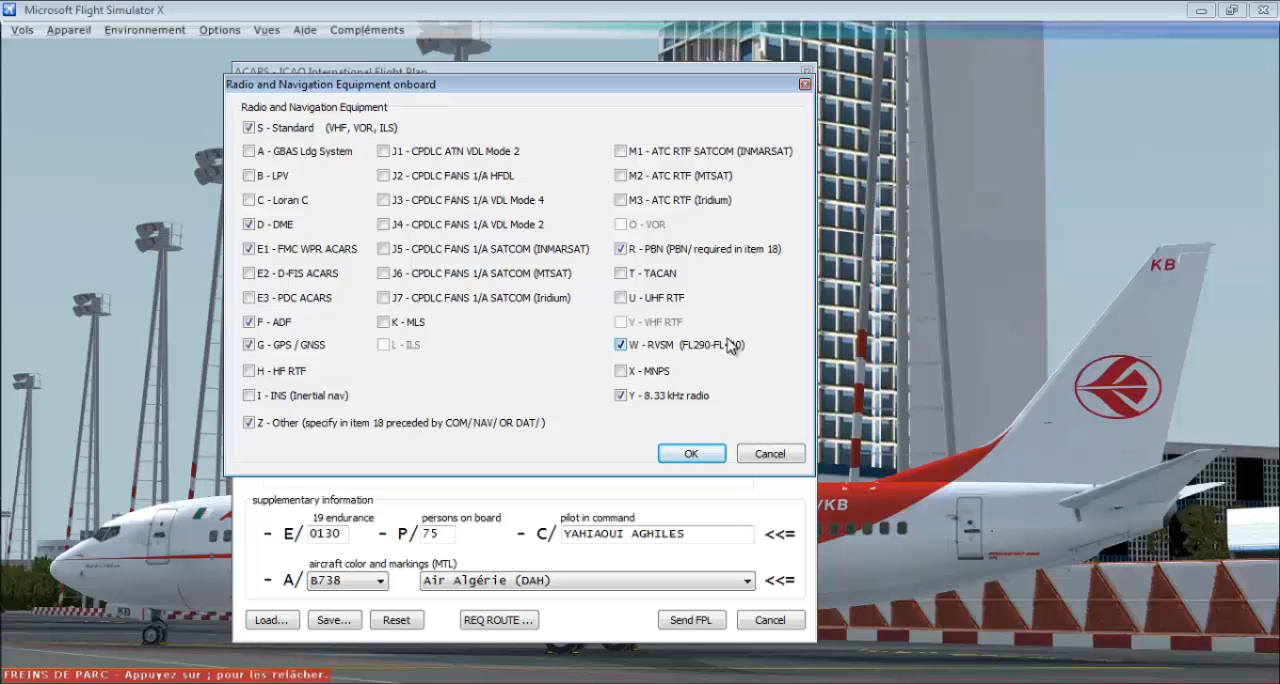 Microsoft Flight Simulator X
Vols Appareil Environnement Options Vues Aide Compléments
ACARS - ICAO International Flight Plan
Radio and Navigation Equipment onboard
Radio and Navigation Equipment
S - Standard (VHF, VOR, ILS)
A - GBAS Ldg System J1 - CPDLC ATN VDL Mode 2 M1 - ATC RTF SATCOM (INMARSAT)
B - LPV J2 - CPDLC FANS 1/A HFDL M2 - ATC RTF (MTSAT)
C - Loran C J3 - CPDLC FANS 1/A VDL Mode 4 M3 - ATC RTF (Iridium)
D - DME J4 - CPDLC FANS 1/A VDL Mode 2 O - VOR
E1 - FMC WPR ACARS J5 - CPDLC FANS 1/A SATCOM (INMARSAT) R - PBN (PBN/ required in item 18)
E2 - D-FIS ACARS J6 - CPDLC FANS 1/A SATCOM (MTSAT) T - TACAN
E3 - PDC ACARS J7 - CPDLC FANS 1/A SATCOM (Iridium) U - UHF RTF
F - ADF K - MLS V - VHF RTF
G - GPS / GNSS L - ILS W - RVSM (FL290-FL
H - HF RTF X - MNPS
I - INS (Inertial nav) Y - 8.33 kHz radio
Z - Other (specify in item 18 preceded by COM/ NAV/ OR DAT/ )
OK Cancel
supplementary information
19 endurance persons on board pilot in command
- E/ 0130 - P/ 75 - C/ YAHIAOUI AGHILES <<=
aircraft color and markings (MTL)
- A/ B738 Air Algérie (DAH) <<=
Load... Save... Reset REQ ROUTE ... Send FPL Cancel
KB
VKB
KB
FREINS DE PARC - Appuyez sur ; pour les relâcher.